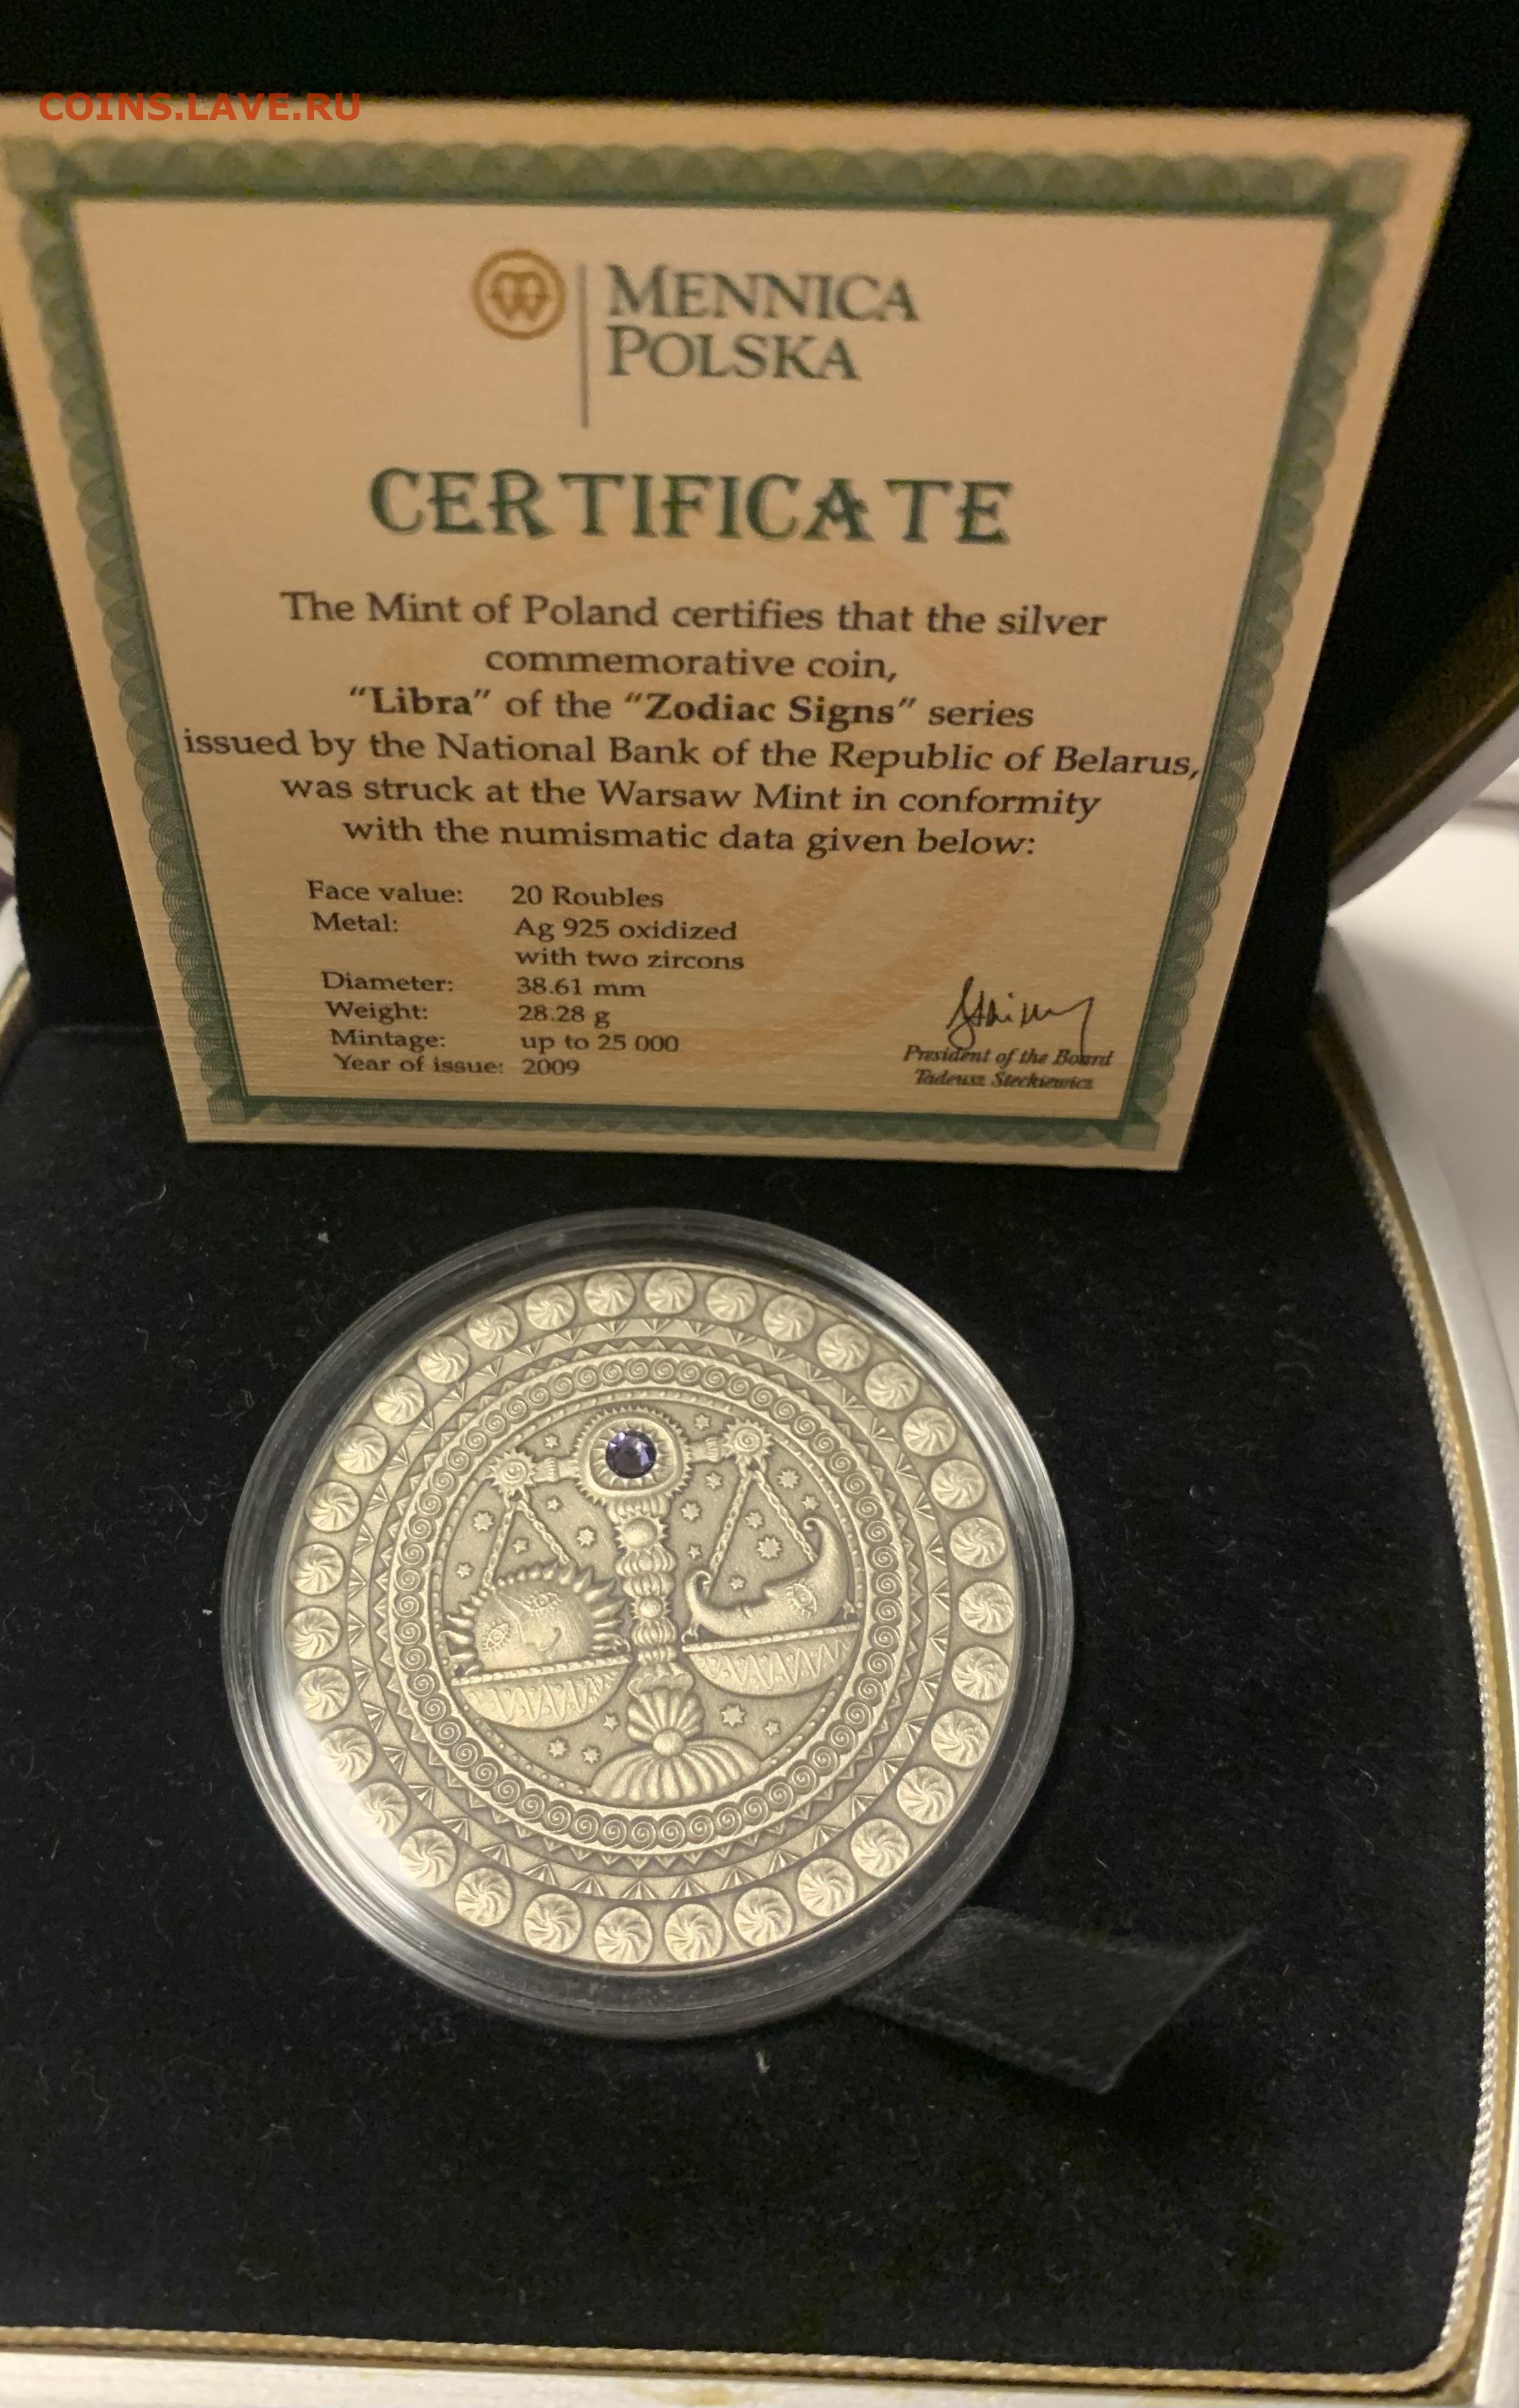 COINS.LAVE.RU
MENNICA
POLSKA
CERTIFICATE
The Mint of Poland certifies that the silver
commemorative coin,
“Libra” of the “Zodiac Signs” series
issued by the National Bank of the Republic of Belarus,
was struck at the Warsaw Mint in conformity
with the numismatic data given below:
Face value: 20 Roubles
Metal: Ag 925 oxidized
with two zircons
Diameter: 38.61 mm
Weight: 28.28 g
Mintage: up to 25 000
Year of issue: 2009
President of the Board
Tadeusz Steckiewicz